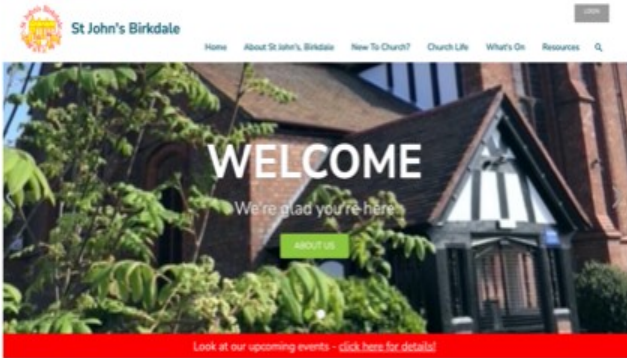 LOGIN
St John's Birkdale
Home About St John's, Birkdale New To Church? Church Life What's On Resources
WELCOME
We're glad you're here
ABOUT US
Look at our upcoming events - click here for details!